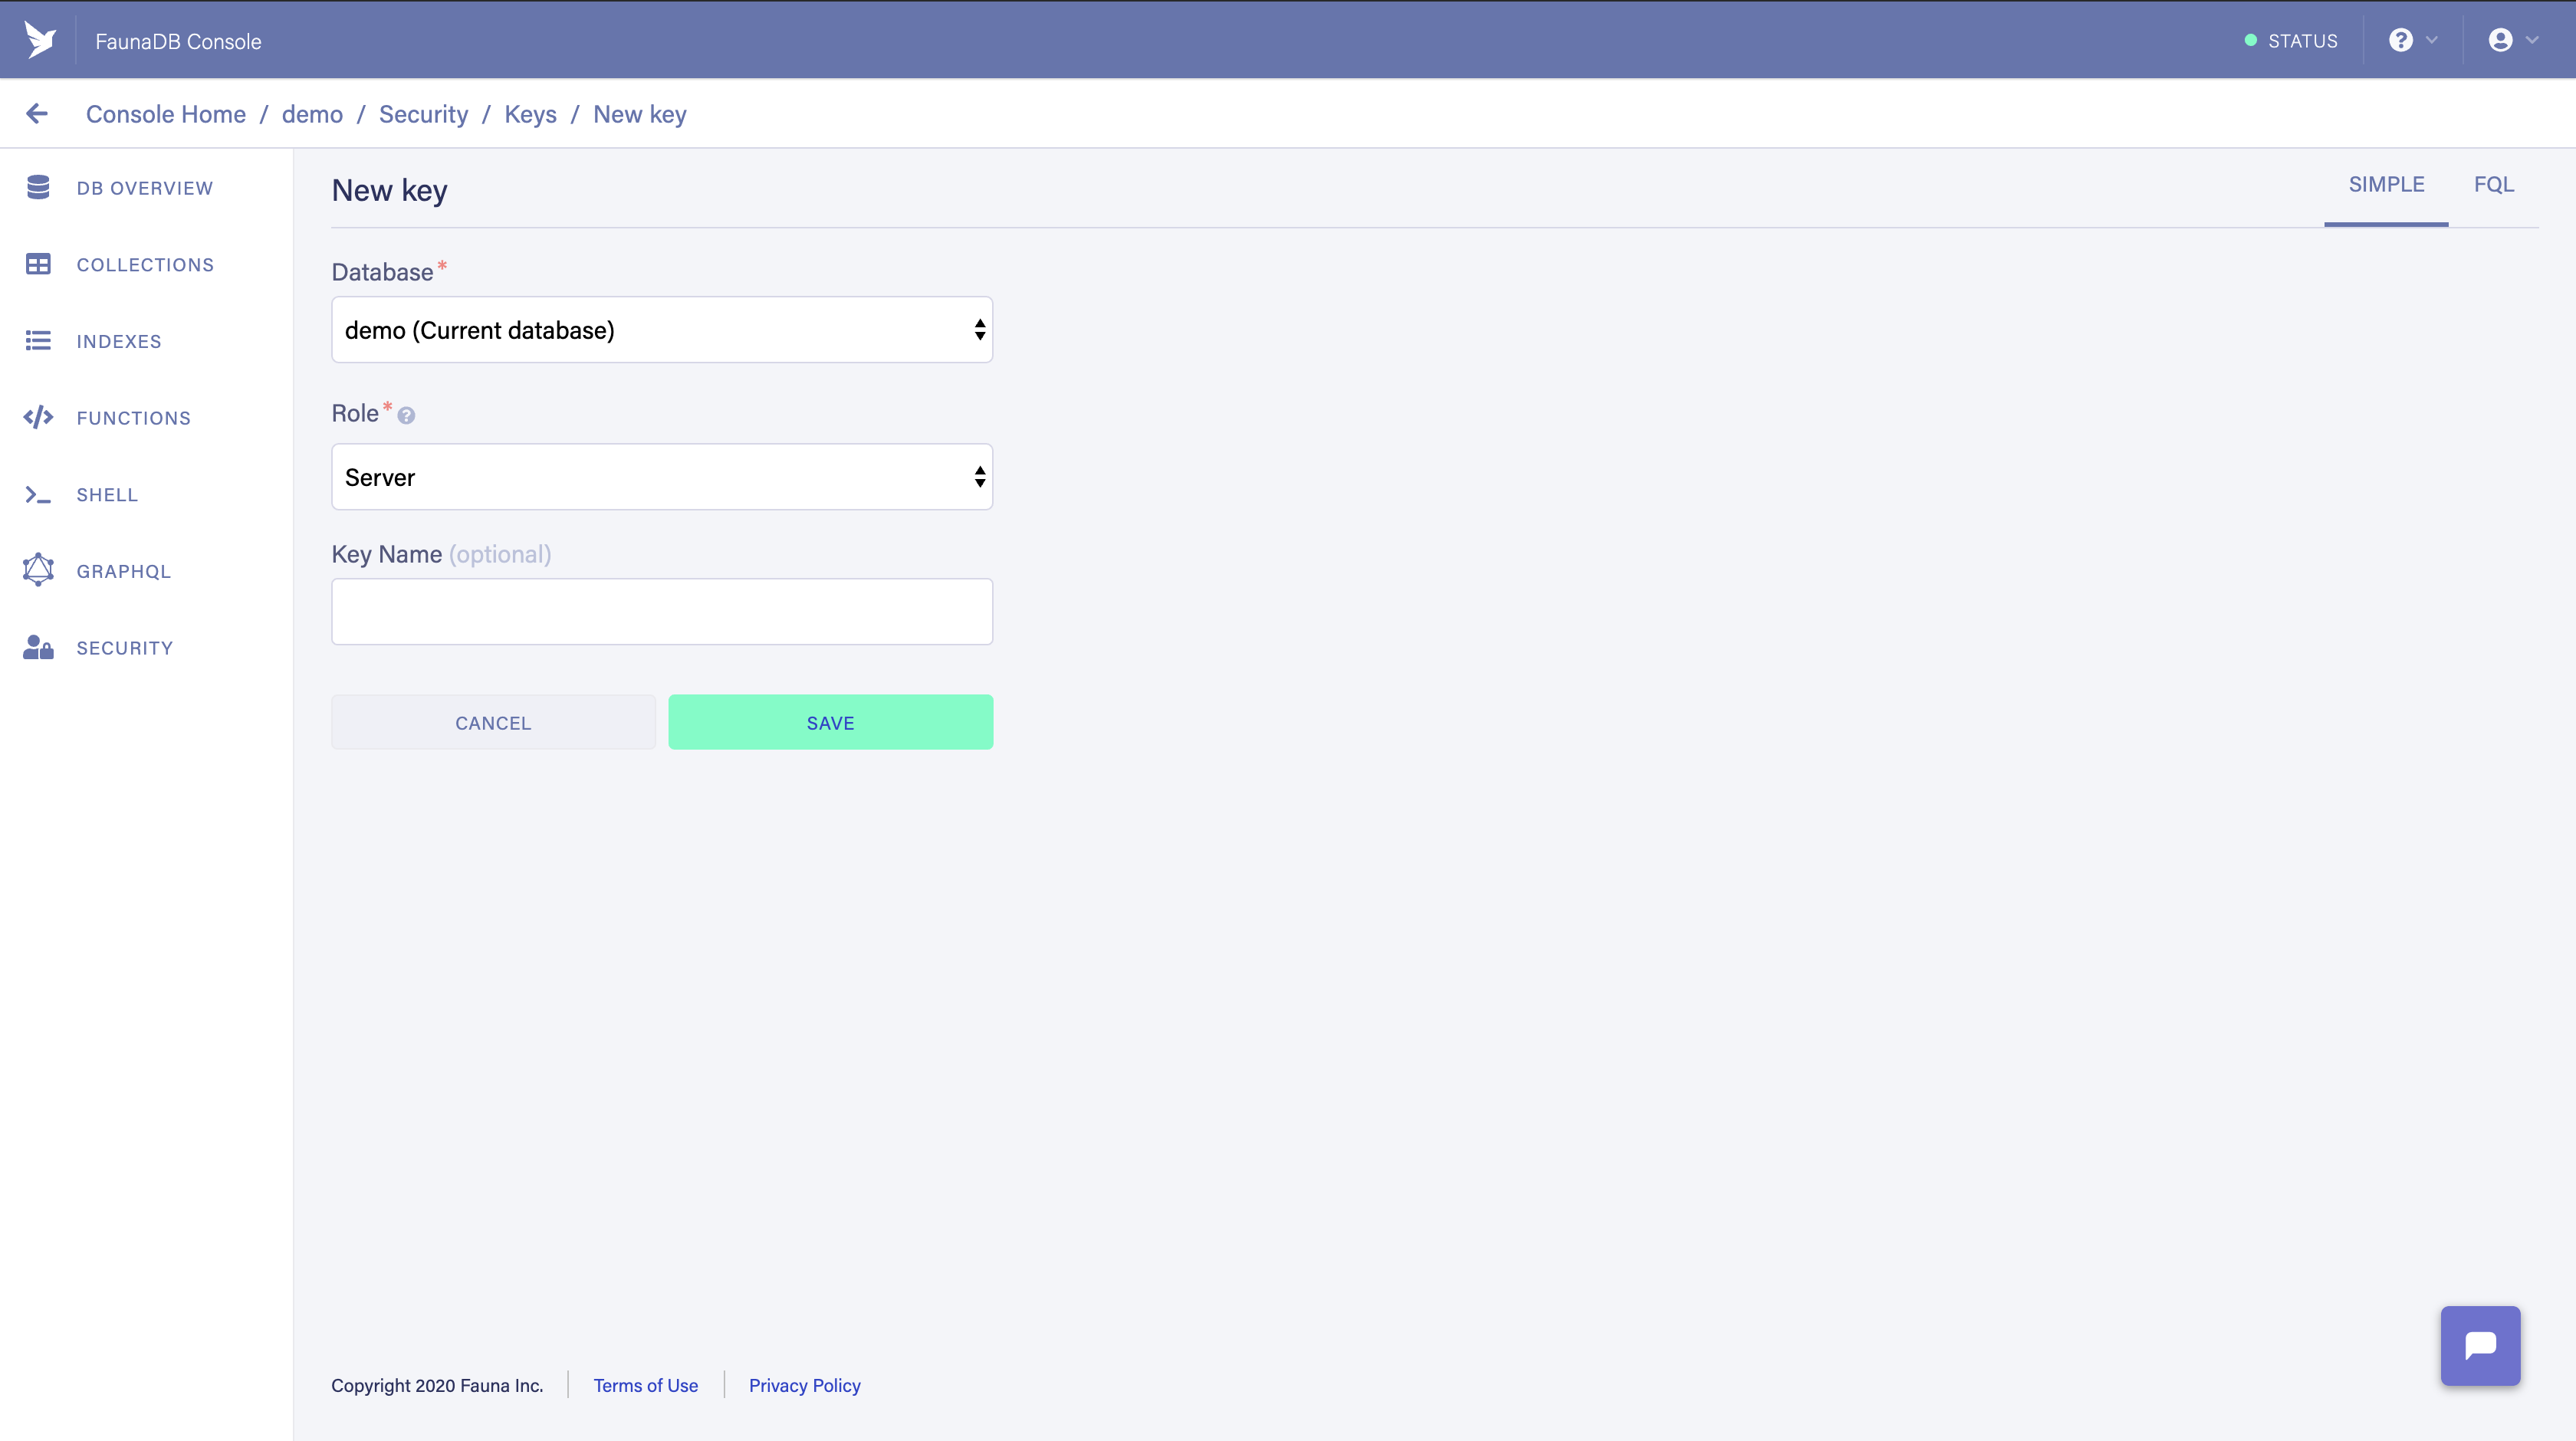 FaunaDB Console
STATUS
Console Home / demo / Security / Keys / New key
DB OVERVIEW
COLLECTIONS
INDEXES
FUNCTIONS
SHELL
GRAPHQL
SECURITY
New key
SIMPLE
FQL
Database*
demo (Current database)
Role*
Server
Key Name (optional)
CANCEL
SAVE
Copyright 2020 Fauna Inc.
Terms of Use
Privacy Policy